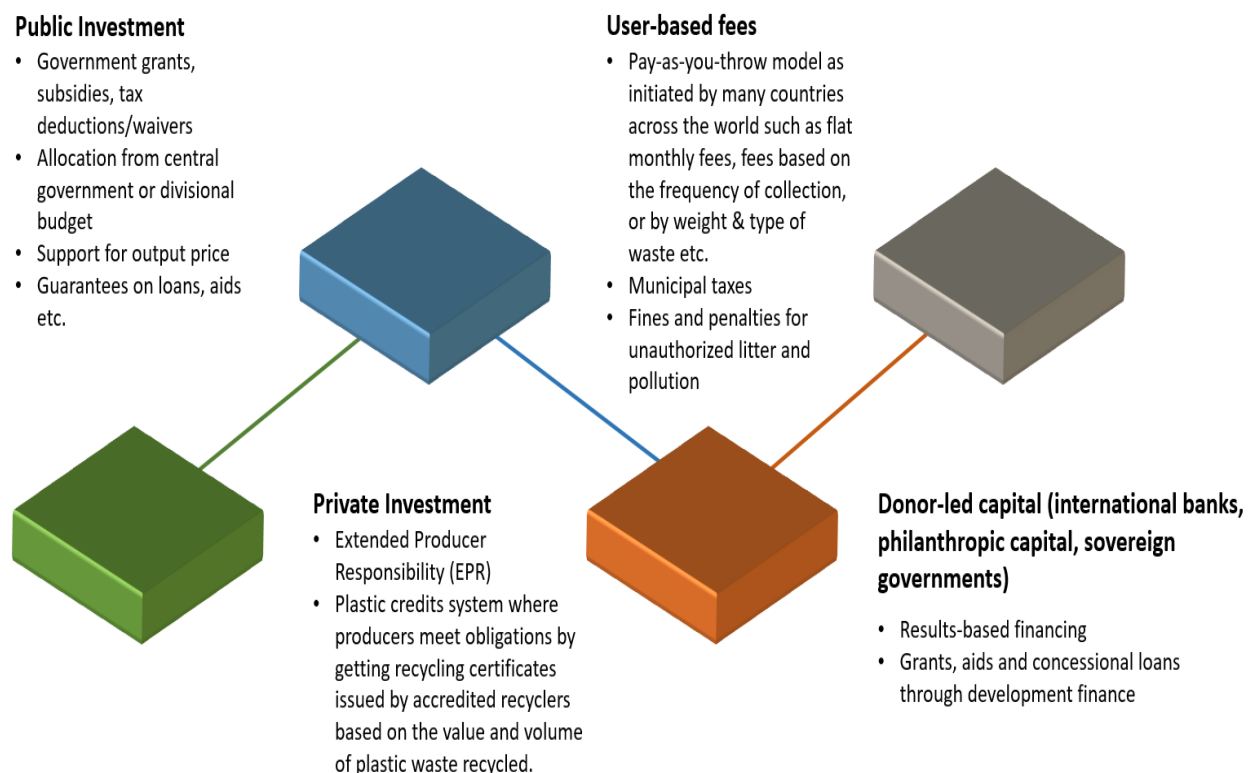 Public Investment
• Government grants,
subsidies, tax
deductions/waivers
• Allocation from central
government or divisional
budget
• Support for output price
• Guarantees on loans, aids
etc.
Private Investment
• Extended Producer
Responsibility (EPR)
• Plastic credits system where
producers meet obligations by
getting recycling certificates
issued by accredited recyclers
based on the value and volume
of plastic waste recycled.
User-based fees
• Pay-as-you-throw model as
initiated by many countries
across the world such as flat
monthly fees, fees based on
the frequency of collection,
or by weight & type of
waste etc.
• Municipal taxes
• Fines and penalties for
unauthorized litter and
pollution
Donor-led capital (international banks,
philanthropic capital, sovereign
governments)
• Results-based financing
• Grants, aids and concessional loans
through development finance